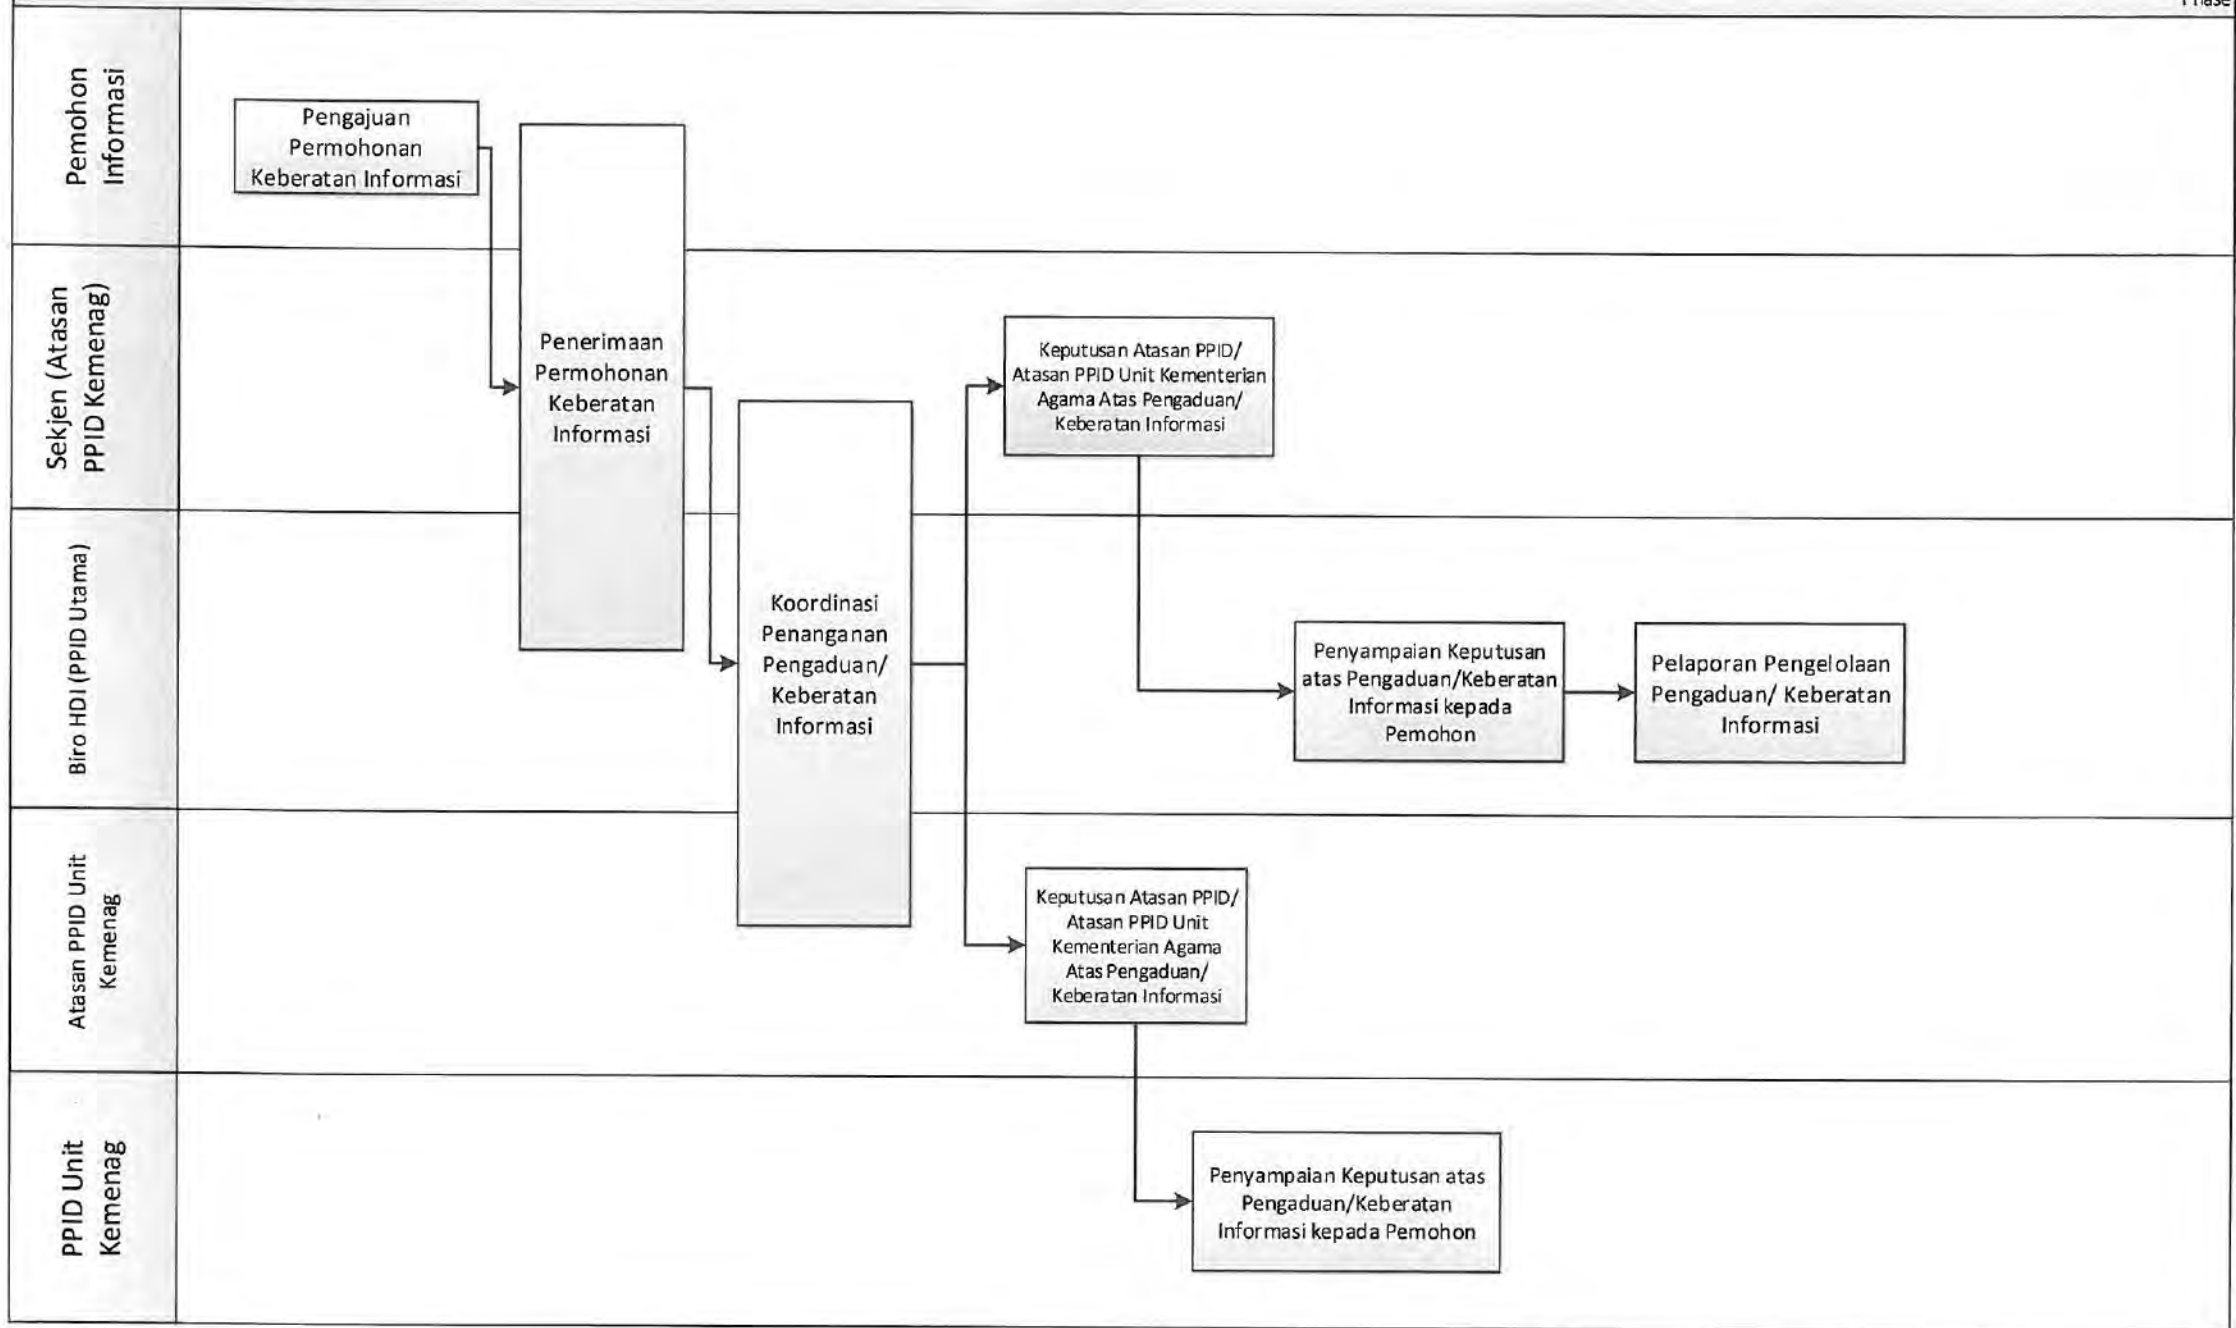 Phase
Pemohon
Informasi
Pengajuan
Permohonan
Keberatan Informasi
Sekjen (Atasan
PPID Kemenag)
Penerimaan
Permohonan
Keberatan
Informasi
Keputusan Atasan PPID/
Atasan PPID Unit Kementerian
Agama Atas Pengaduan/
Keberatan Informasi
Biro HDI (PPID Utama)
Koordinasi
Penanganan
Pengaduan/
Keberatan
Informasi
Penyampaian Keputusan
atas Pengaduan/Keberatan
Informasi kepada
Pemohon
Pelaporan Pengelolaan
Pengaduan/ Keberatan
Informasi
Atasan PPID Unit
Kemenag
Keputusan Atasan PPID/
Atasan PPID Unit
Kementerian Agama
Atas Pengaduan/
Keberatan Informasi
PPID Unit
Kemenag
Penyampaian Keputusan atas
Pengaduan/Keberatan
Informasi kepada Pemohon